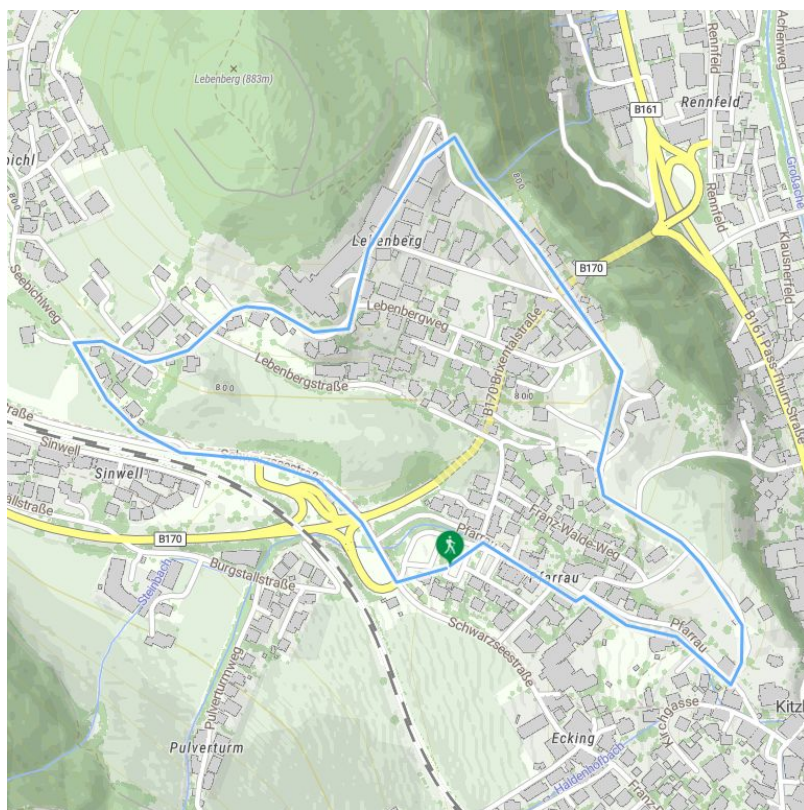 Lebenberg (883m)
B161
Rennfeld
Rennfeld
Achenweg
Großache
Rennfeld
Klausnerfeld
bichl
800
800
Seebichlweg
Lebenberg
B170
B170 Brixentalstraße
Lebenbergweg
Lebenbergstraße
B161 Pass-Thurn-Straße
800
800
Sinwell
Sinwell
B170
Pfarrau
Franz-Walde-Weg
Pfarrau
Burgstallstraße
Steinbach
Schwarzseestraße
Pfarrau
Pulverturmweg
Pulverturm
Kirchgasse
Ecking
Haldenhofbach